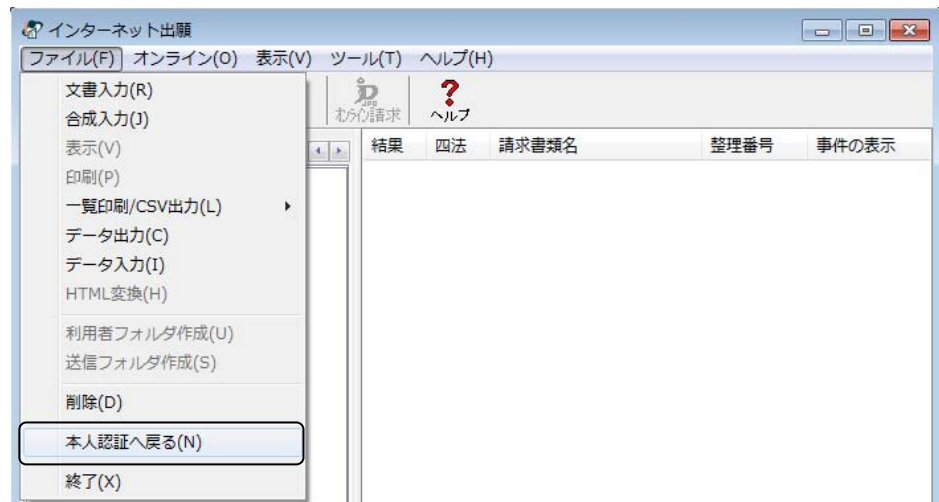 インターネット出願
ファイル(F) オンライン(O) 表示(V) ツール(T) ヘルプ(H)
文書入力(R)
合成入力(J)
表示(V)
印刷(P)
一覧印刷/CSV出力(L)
データ出力(C)
データ入力(I)
HTML変換(H)
利用者フォルダ作成(U)
送信フォルダ作成(S)
削除(D)
本人認証へ戻る(N)
終了(X)
JPG
オンライン請求 ヘルプ
結果 四法 請求書類名 整理番号 事件の表示